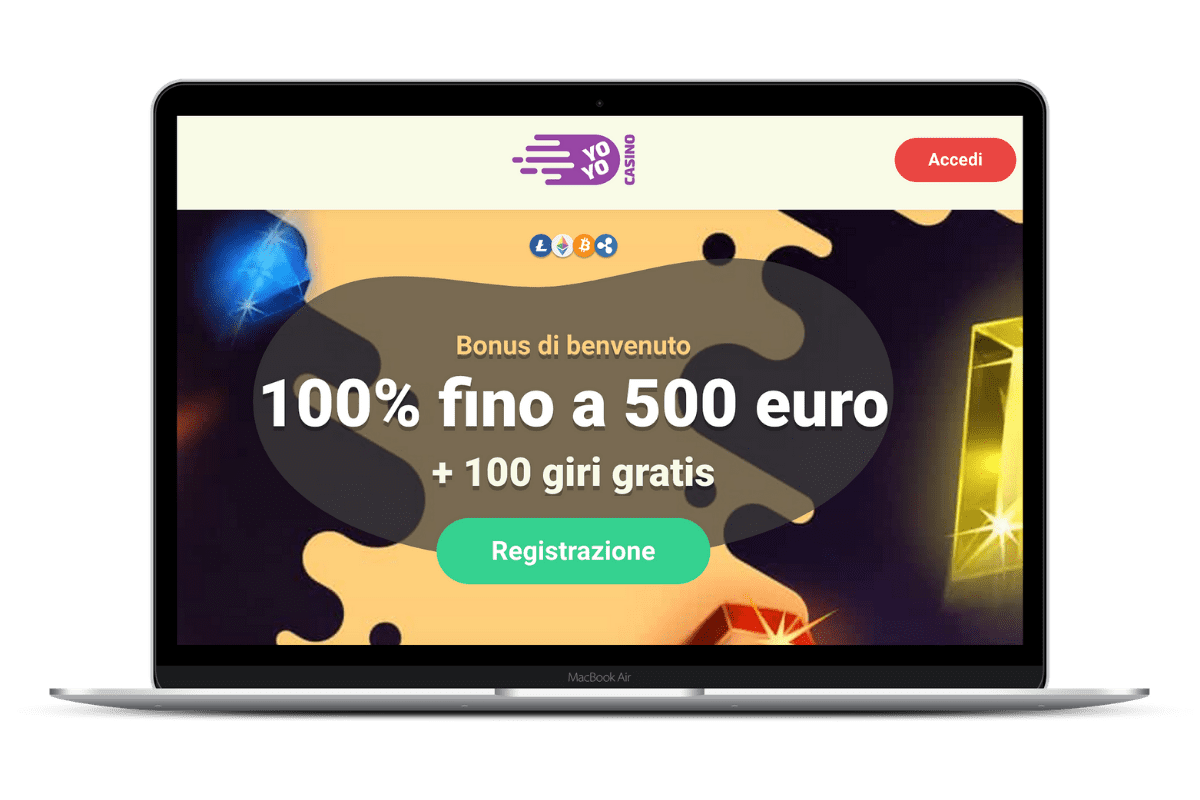 YO
YO
CASINO
Accedi
Bonus di benvenuto
100% fino a 500 euro
+ 100 giri gratis
Registrazione
MacBook Air